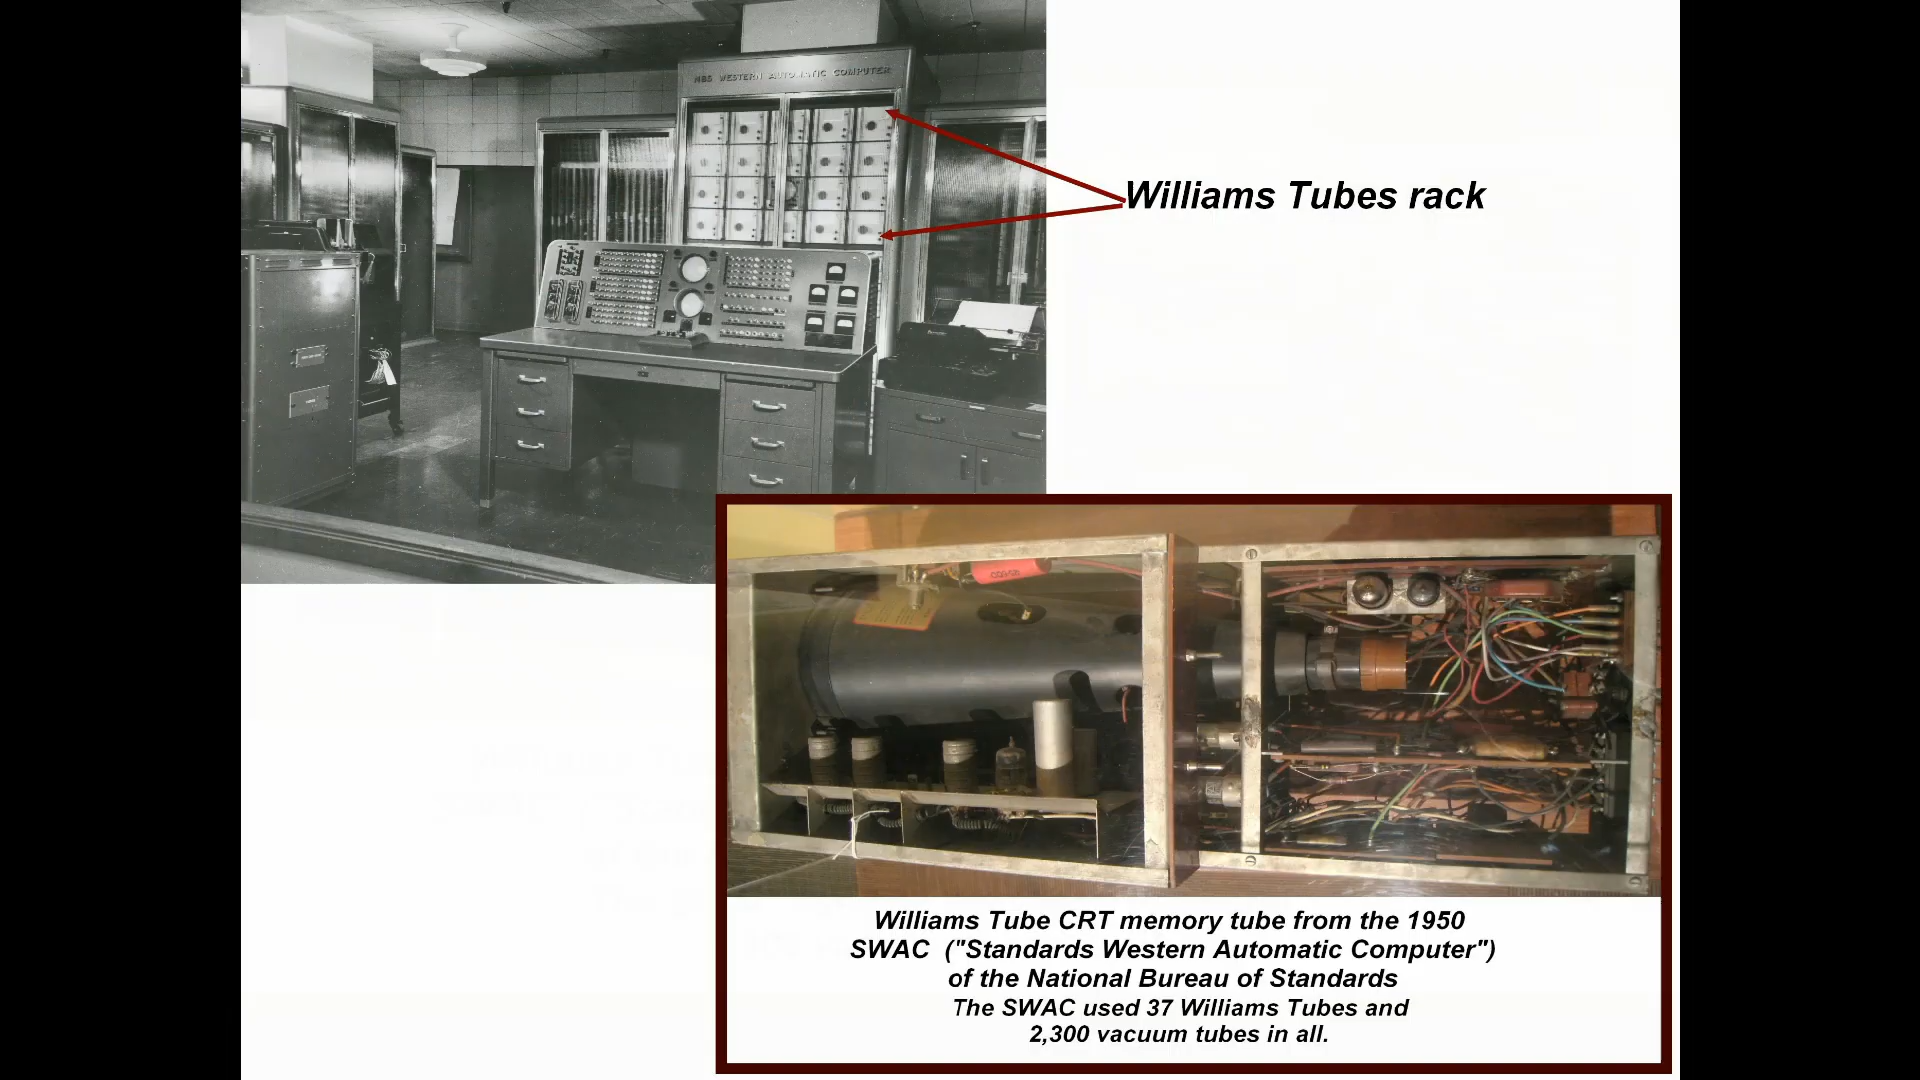 NBS WESTERN AUTOMATIC COMPUTER
Williams Tubes rack
Williams Tube CRT memory tube from the 1950
SWAC ("Standards Western Automatic Computer")
of the National Bureau of Standards
The SWAC used 37 Williams Tubes and
2,300 vacuum tubes in all.